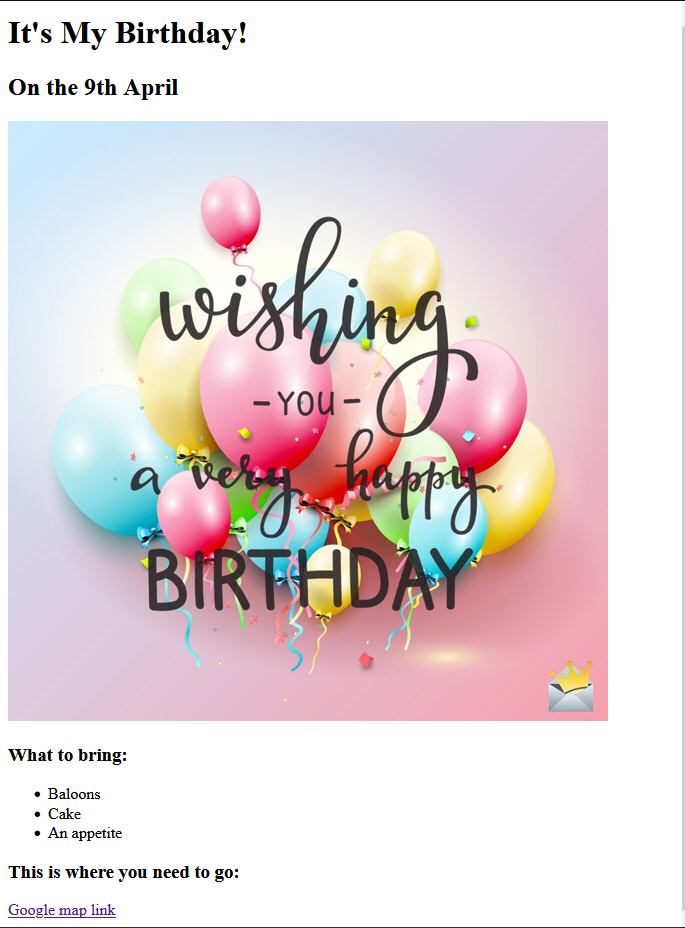 It's My Birthday!
On the 9th April
wishing
-YOU-
a very happy
BIRTHDAY
What to bring:
Baloons
Cake
An appetite
This is where you need to go:
Google map link